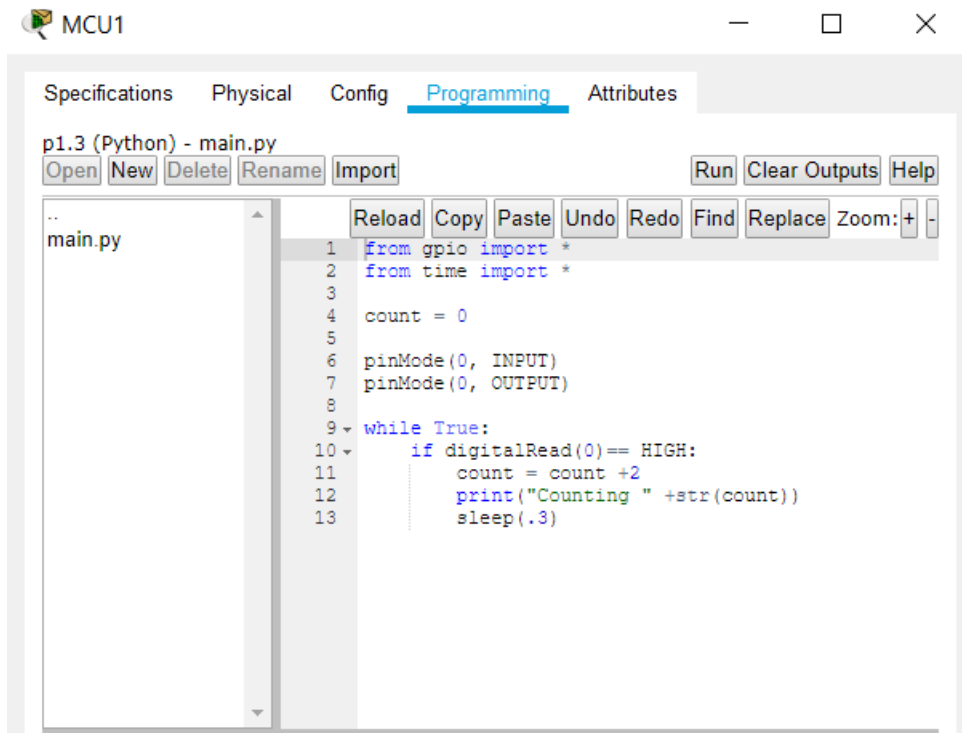 MCU1
Specifications Physical Config Programming Attributes
p1.3 (Python) - main.py
Open New Delete Rename Import Run Clear Outputs Help
..
main.py
Reload Copy Paste Undo Redo Find Replace Zoom: + -
1 from gpio import *
2 from time import *
3
4 count = 0
5
6 pinMode(0, INPUT)
7 pinMode(0, OUTPUT)
8
9 while True:
10     if digitalRead(0)== HIGH:
11         count = count +2
12         print("Counting " +str(count))
13         sleep(.3)